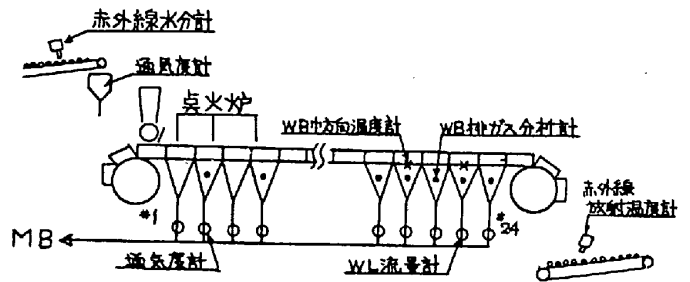 赤外線水分計
通気度計
点火炉
WB巾方向温度計
WB排ガス分析計
赤外線
放射温度計
#1
#24
MB
通気度計
WL流量計